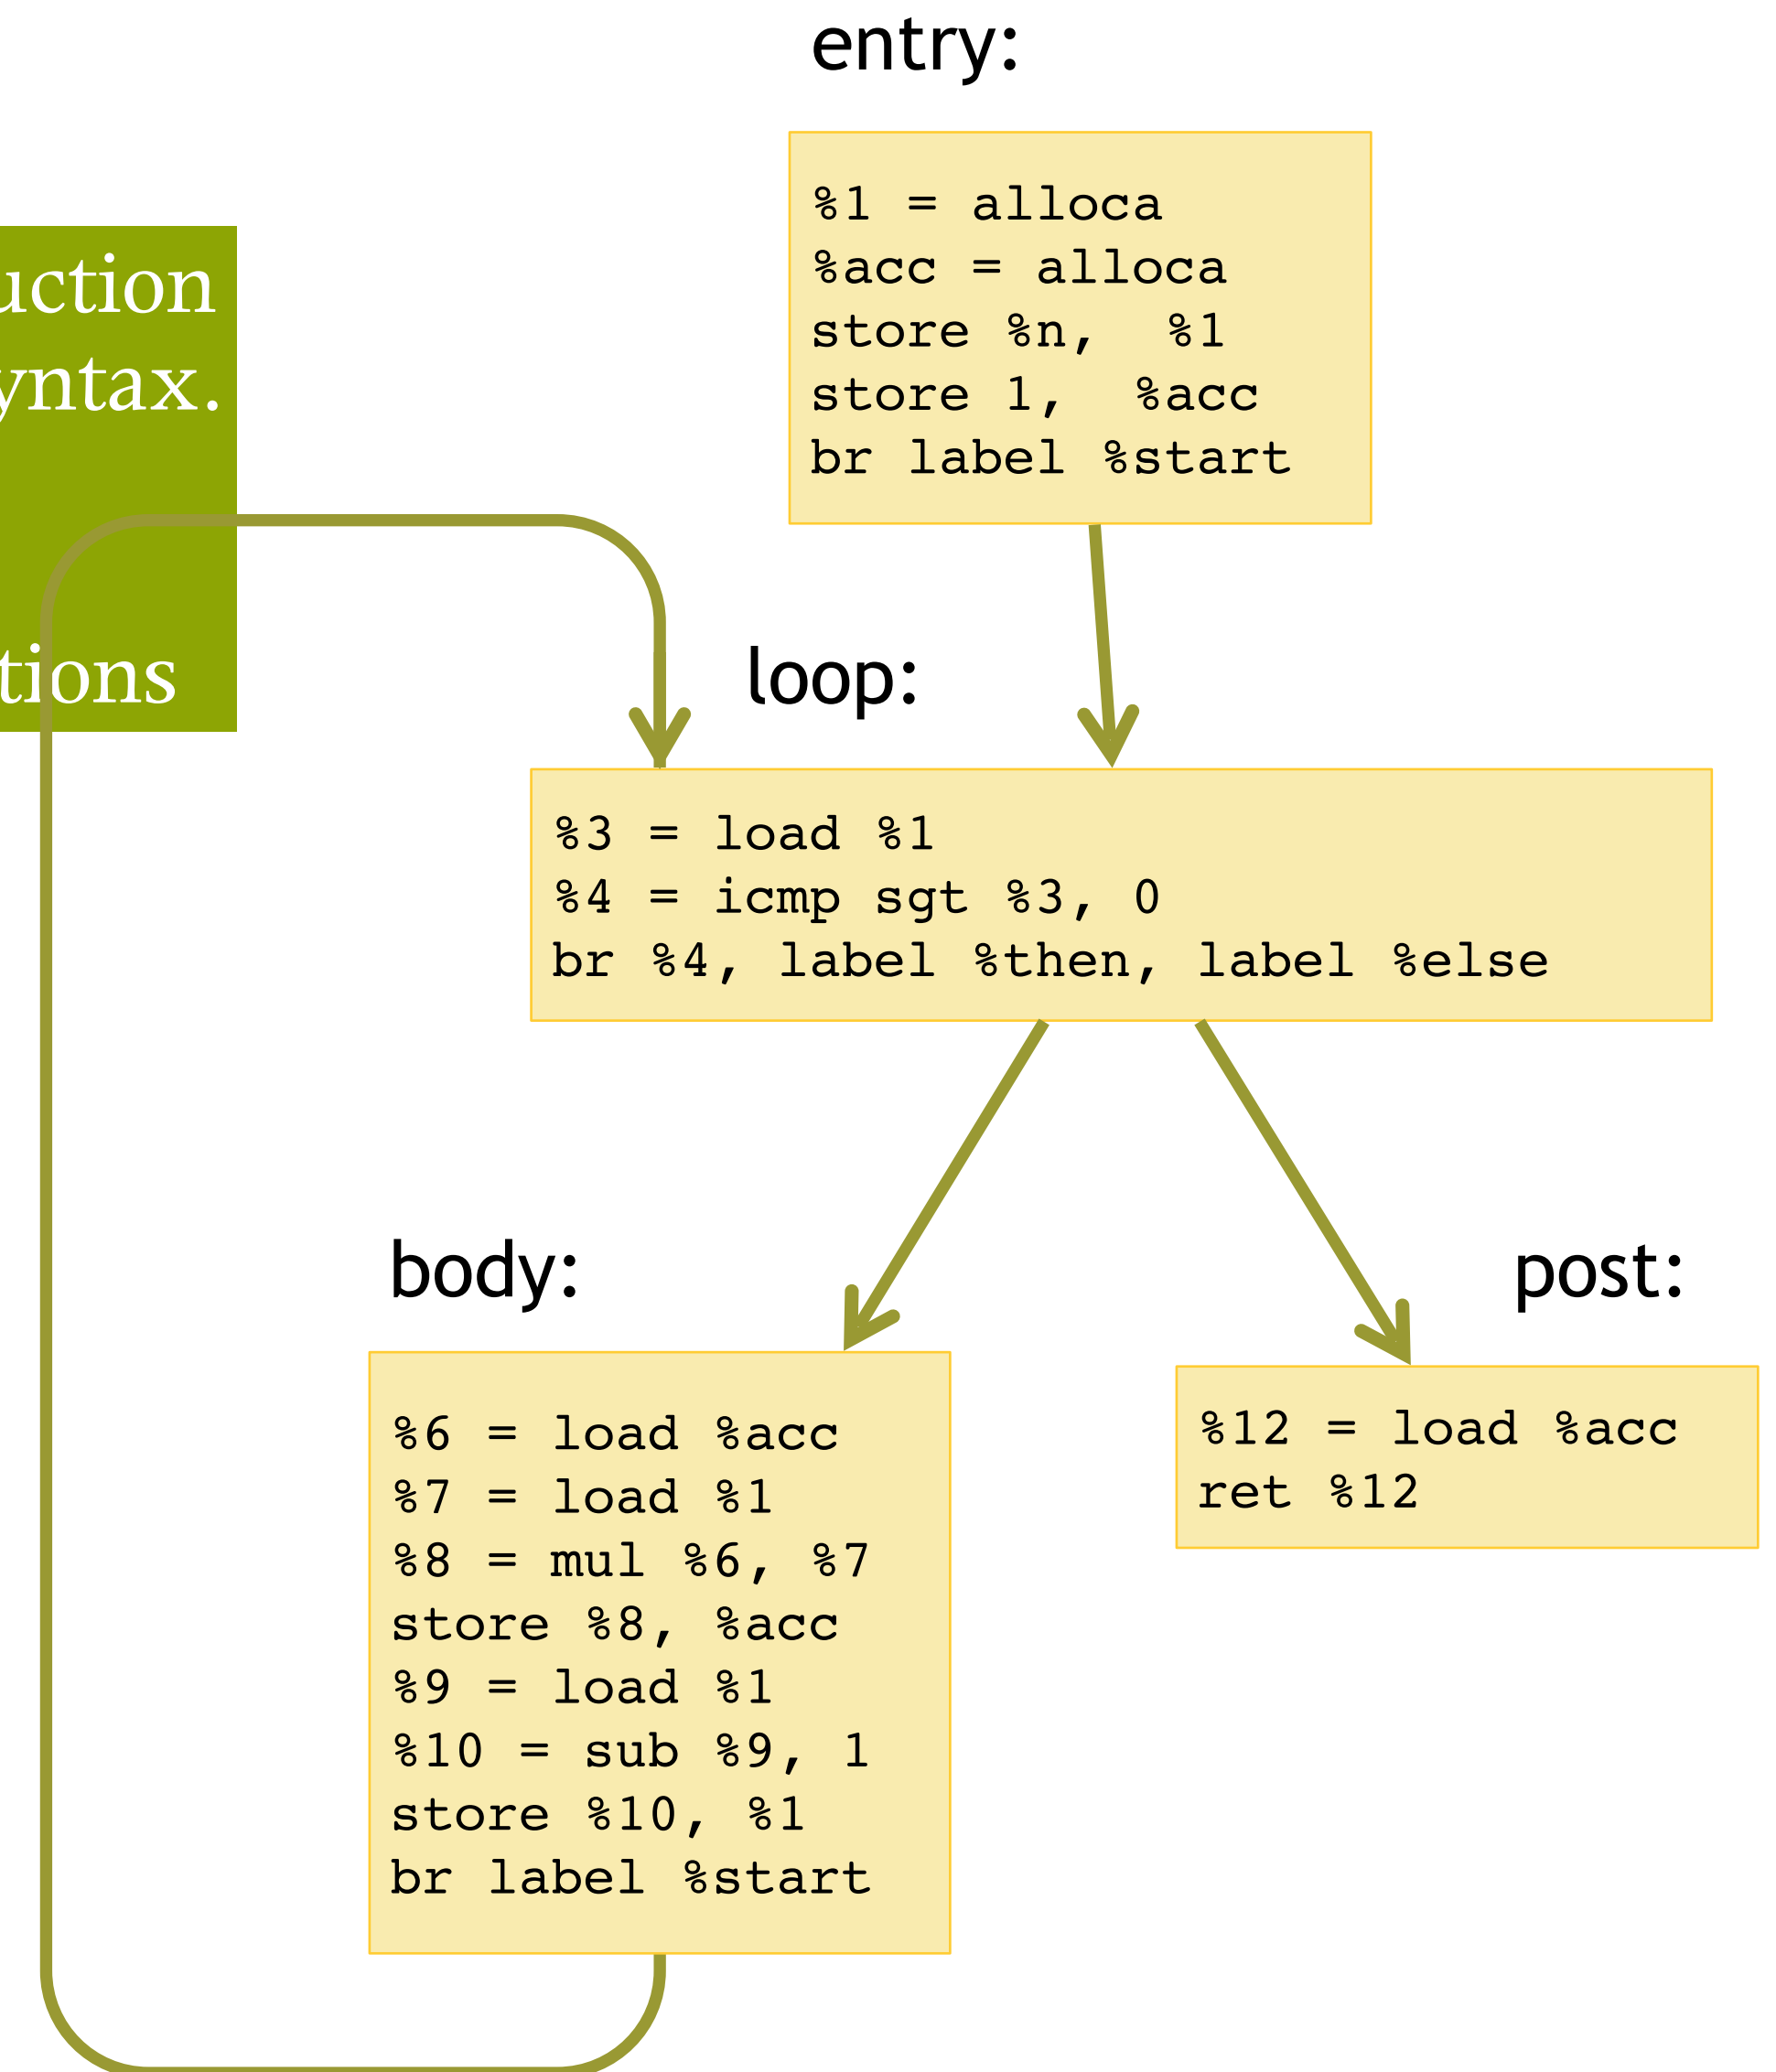 entry:
%1 = alloca
%acc = alloca
store %n, %1
store 1, %acc
br label %start
loop:
%3 = load %1
%4 = icmp sgt %3, 0
br %4, label %then, label %else
body:
%6 = load %acc
%7 = load %1
%8 = mul %6, %7
store %8, %acc
%9 = load %1
%10 = sub %9, 1
store %10, %1
br label %start
post:
%12 = load %acc
ret %12